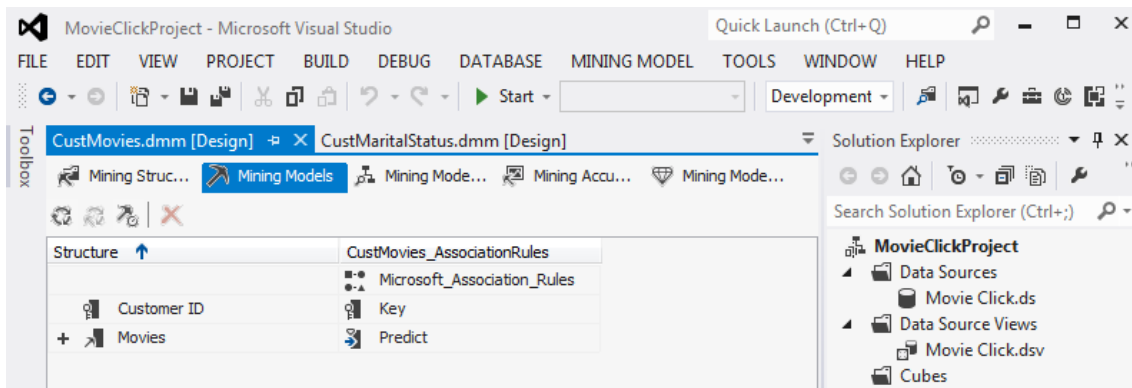 MovieClickProject - Microsoft Visual Studio Quick Launch (Ctrl+Q)
FILE EDIT VIEW PROJECT BUILD DEBUG DATABASE MINING MODEL TOOLS WINDOW HELP
Start Development
Toolbox
CustMovies.dmm [Design] CustMaritalStatus.dmm [Design]
Mining Struc... Mining Models Mining Mode... Mining Accu... Mining Mode...
Structure CustMovies_AssociationRules
Microsoft_Association_Rules
Customer ID Key
+ Movies Predict
Solution Explorer
Search Solution Explorer (Ctrl+;)
MovieClickProject
Data Sources
Movie Click.ds
Data Source Views
Movie Click.dsv
Cubes